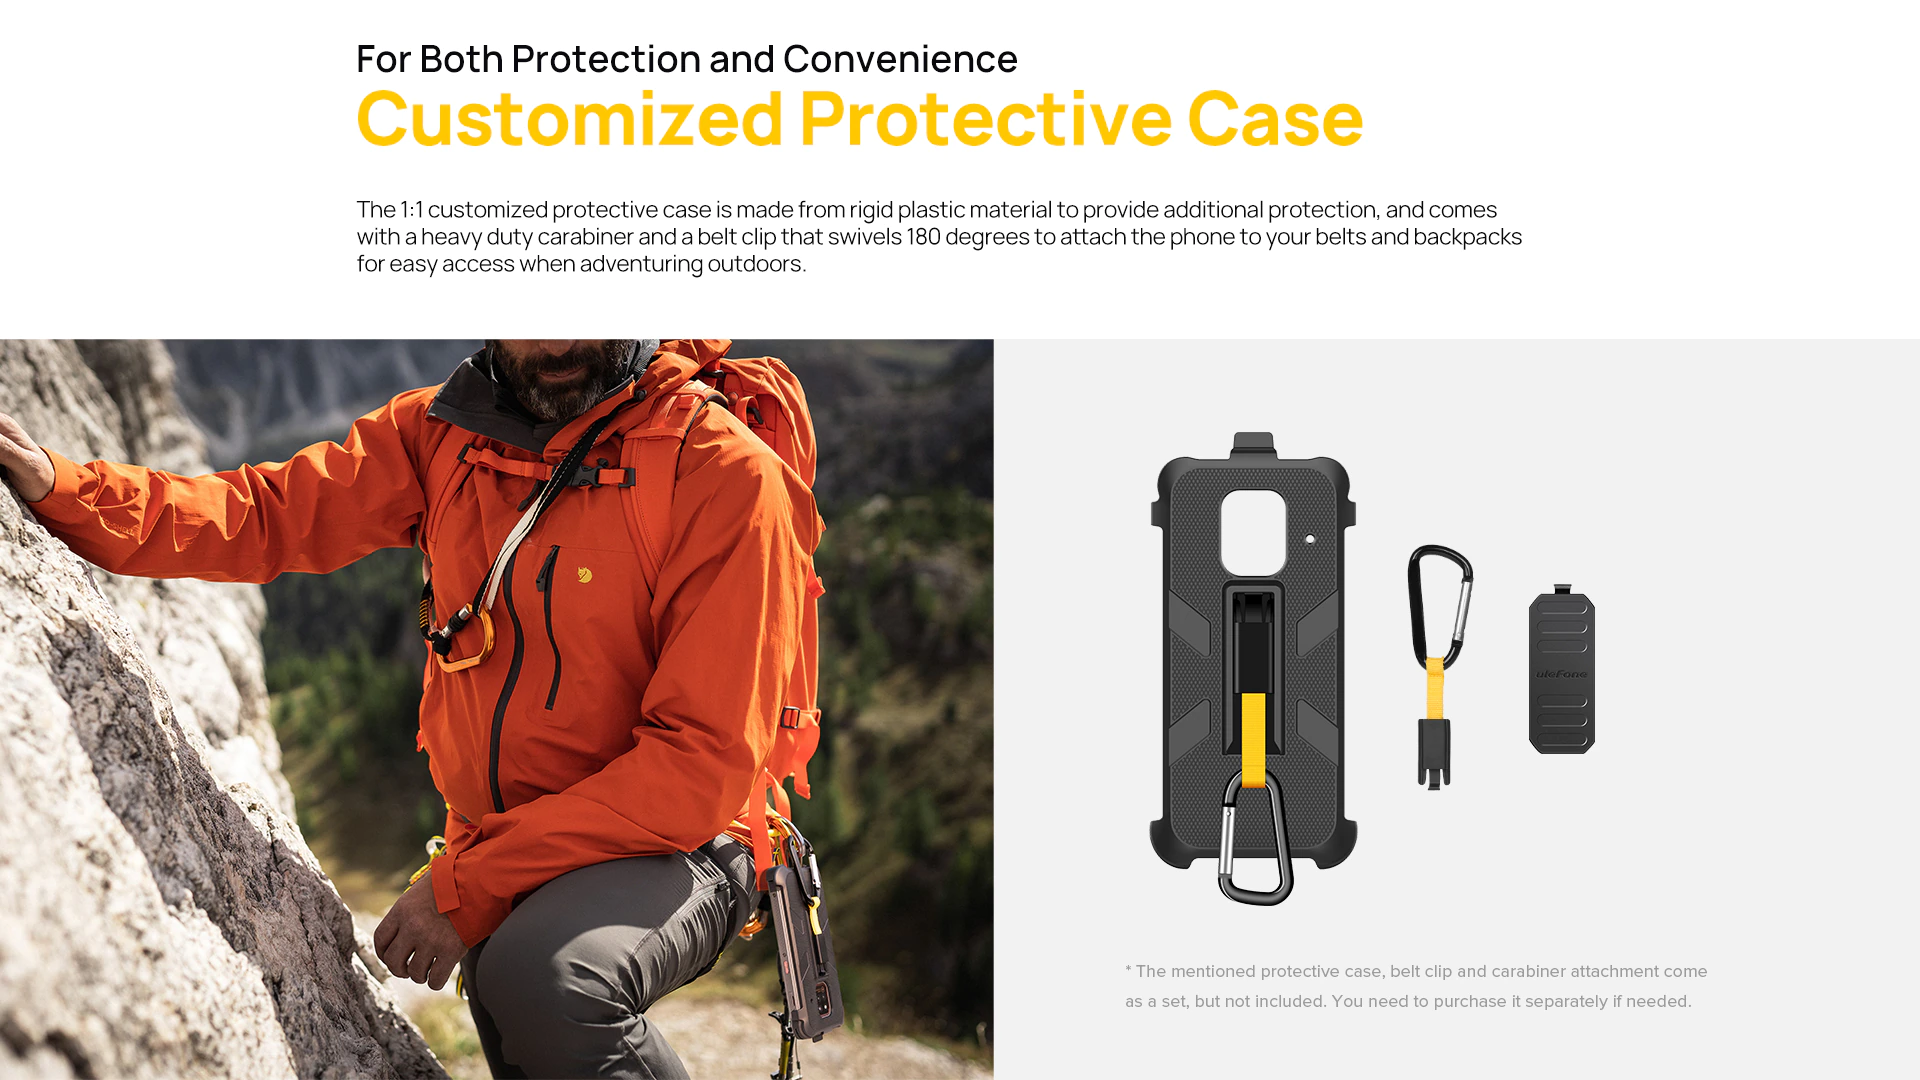 For Both Protection and Convenience
Customized Protective Case
The 1:1 customized protective case is made from rigid plastic material to provide additional protection, and comes
with a heavy duty carabiner and a belt clip that swivels 180 degrees to attach the phone to your belts and backpacks
for easy access when adventuring outdoors.
uleFone
* The mentioned protective case, belt clip and carabiner attachment come
as a set, but not included. You need to purchase it separately if needed.